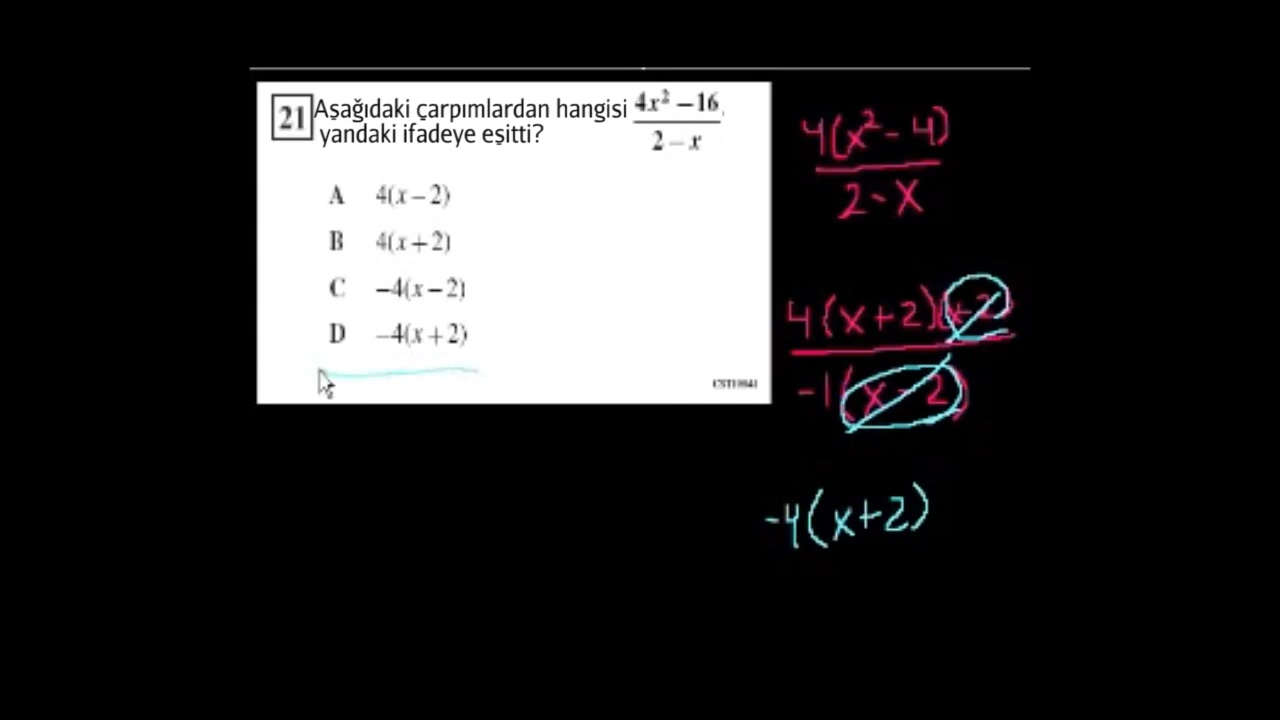 21 Aşağıdaki çarpımlardan hangisi
yandaki ifadeye eşitti?
4x² − 16
2 − x
A 4(x − 2)
B 4(x + 2)
C −4(x − 2)
D −4(x + 2)
4(x² - 4)
2 - x
4(x+2)(x-2)
-1(x - 2)
-4(x+2)